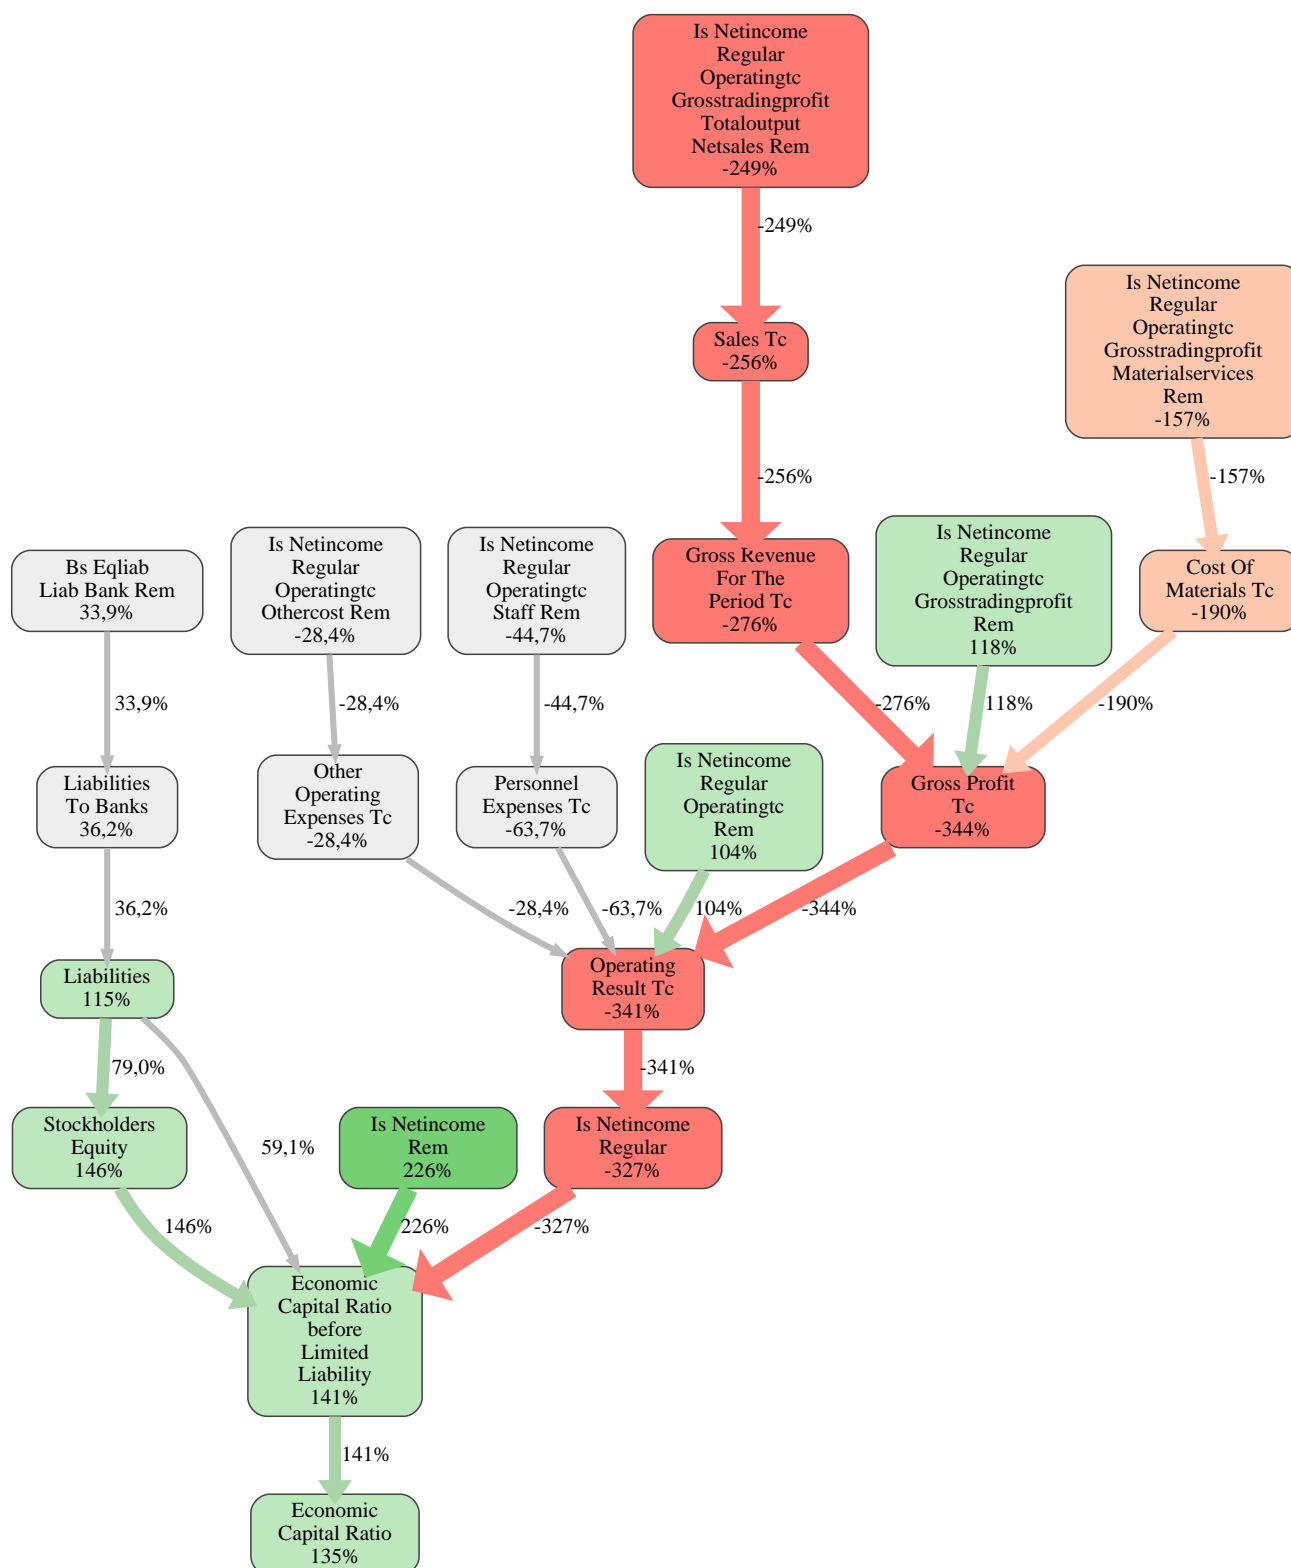 Is Netincome
Regular
Operatingtc
Grosstradingprofit
Totaloutput
Netsales Rem
-249%
-249%
Sales Tc
-256%
-256%
Is Netincome
Regular
Operatingtc
Grosstradingprofit
Materialservices
Rem
-157%
-157%
Bs Eqliab
Liab Bank Rem
33,9%
Is Netincome
Regular
Operatingtc
Othercost Rem
-28,4%
Is Netincome
Regular
Operatingtc
Staff Rem
-44,7%
Gross Revenue
For The
Period Tc
-276%
Is Netincome
Regular
Operatingtc
Grosstradingprofit
Rem
118%
Cost Of
Materials Tc
-190%
33,9%
-28,4%
-44,7%
-276%
118%
-190%
Liabilities
To Banks
36,2%
Other
Operating
Expenses Tc
-28,4%
Personnel
Expenses Tc
-63,7%
Is Netincome
Regular
Operatingtc
Rem
104%
Gross Profit
Tc
-344%
36,2%
-28,4%
-63,7%
104%
-344%
Liabilities
115%
Operating
Result Tc
-341%
79,0%
59,1%
-341%
Stockholders
Equity
146%
Is Netincome
Rem
226%
Is Netincome
Regular
-327%
146%
226%
-327%
Economic
Capital Ratio
before
Limited
Liability
141%
141%
Economic
Capital Ratio
135%